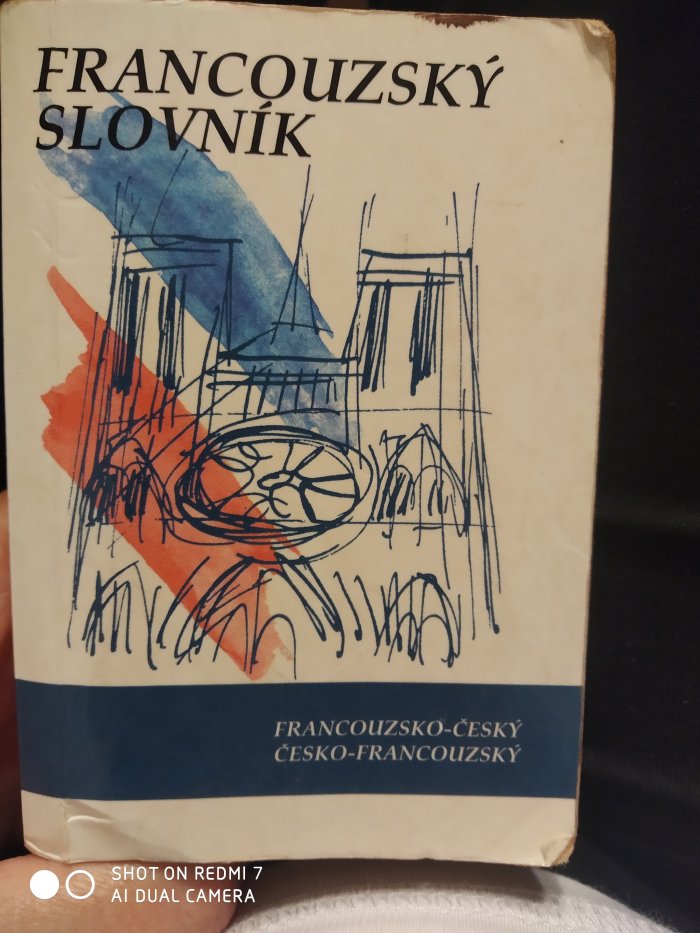 FRANCOUZSKÝ
SLOVNÍK
FRANCOUZSKO-ČESKÝ
ČESKO-FRANCOUZSKÝ
SHOT ON REDMI 7
AI DUAL CAMERA